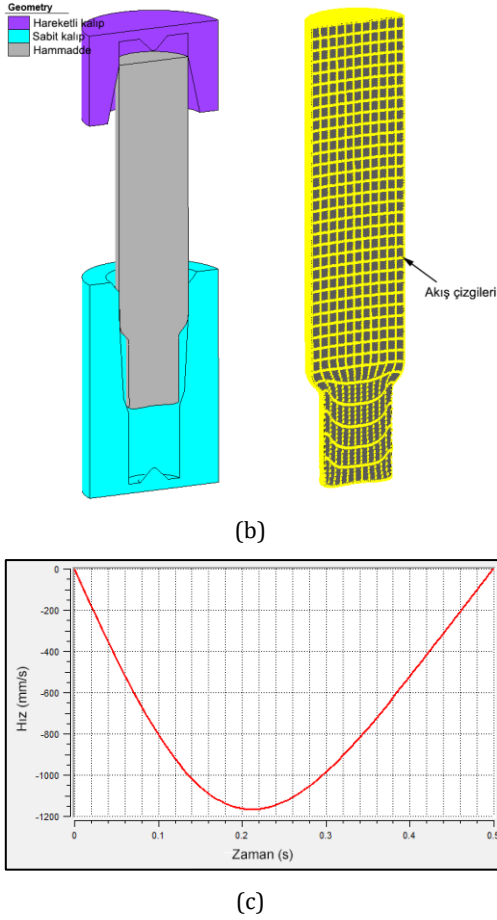 Geometry
Hareketli kalıp
Sabit kalıp
Hammadde
Akış çizgileri
(b)
0
-200
-400
-600
-800
-1000
-1200
Hız (mm/s)
0 0.1 0.2 0.3 0.4 0.5
Zaman (s)
(c)